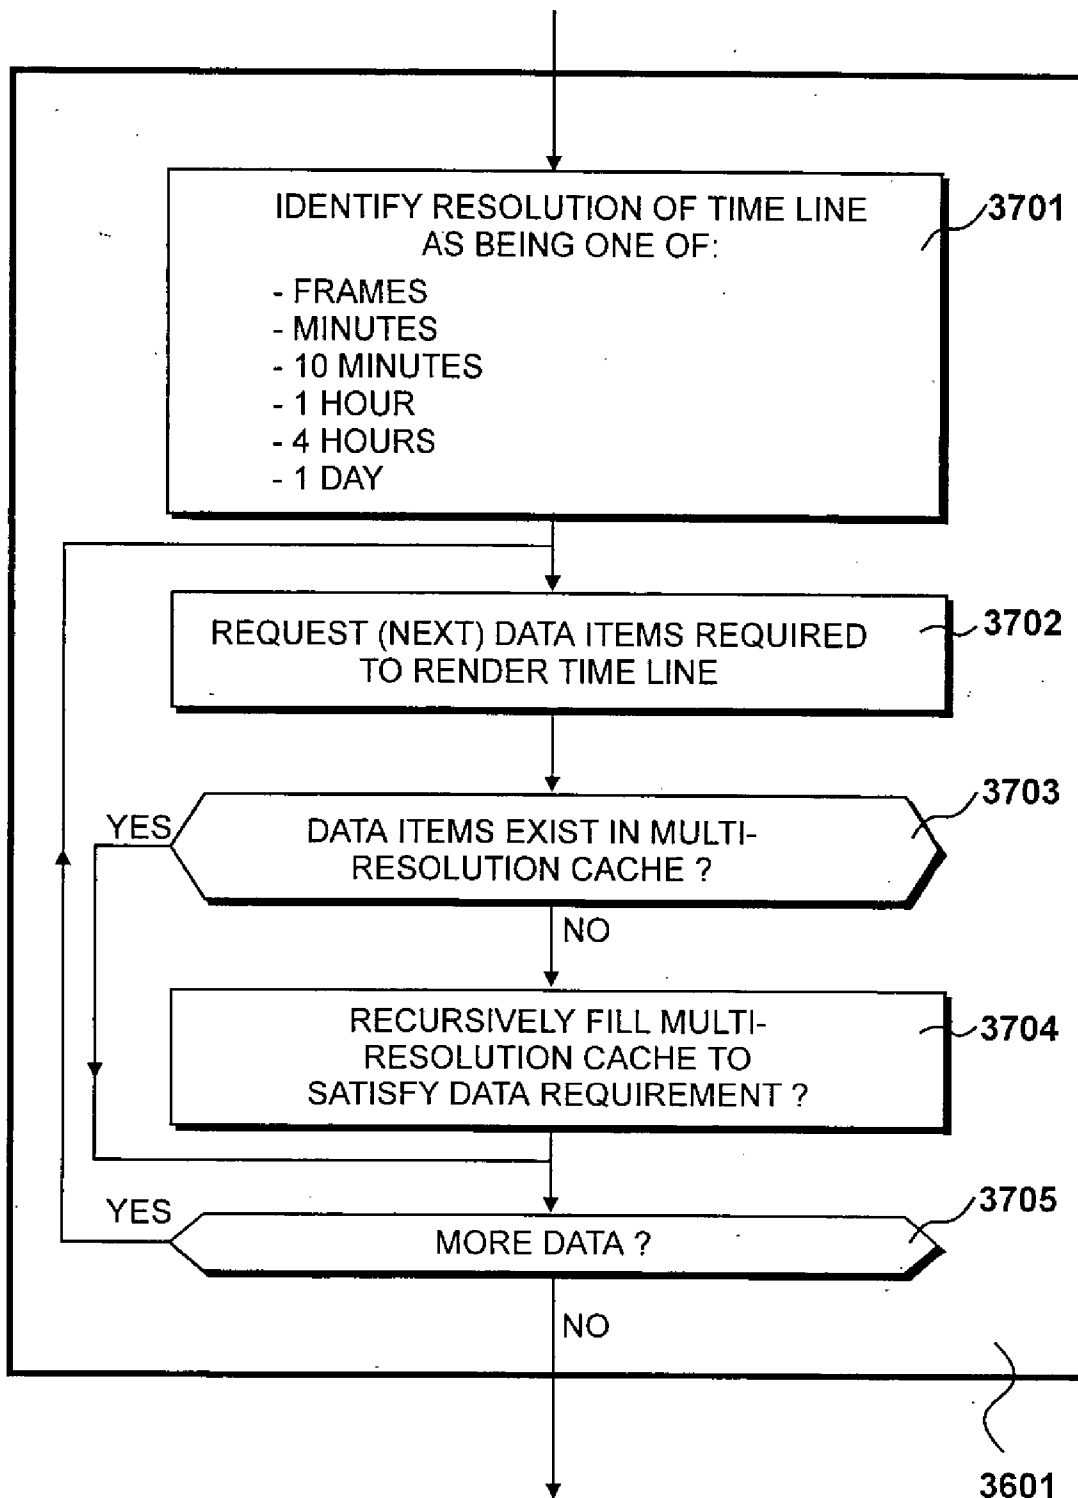 IDENTIFY RESOLUTION OF TIME LINE
AS BEING ONE OF:
- FRAMES
- MINUTES
- 10 MINUTES
- 1 HOUR
- 4 HOURS
- 1 DAY
3701
REQUEST (NEXT) DATA ITEMS REQUIRED
TO RENDER TIME LINE
3702
YES
DATA ITEMS EXIST IN MULTI-
RESOLUTION CACHE ?
3703
NO
RECURSIVELY FILL MULTI-
RESOLUTION CACHE TO
SATISFY DATA REQUIREMENT ?
3704
YES
MORE DATA ?
3705
NO
3601